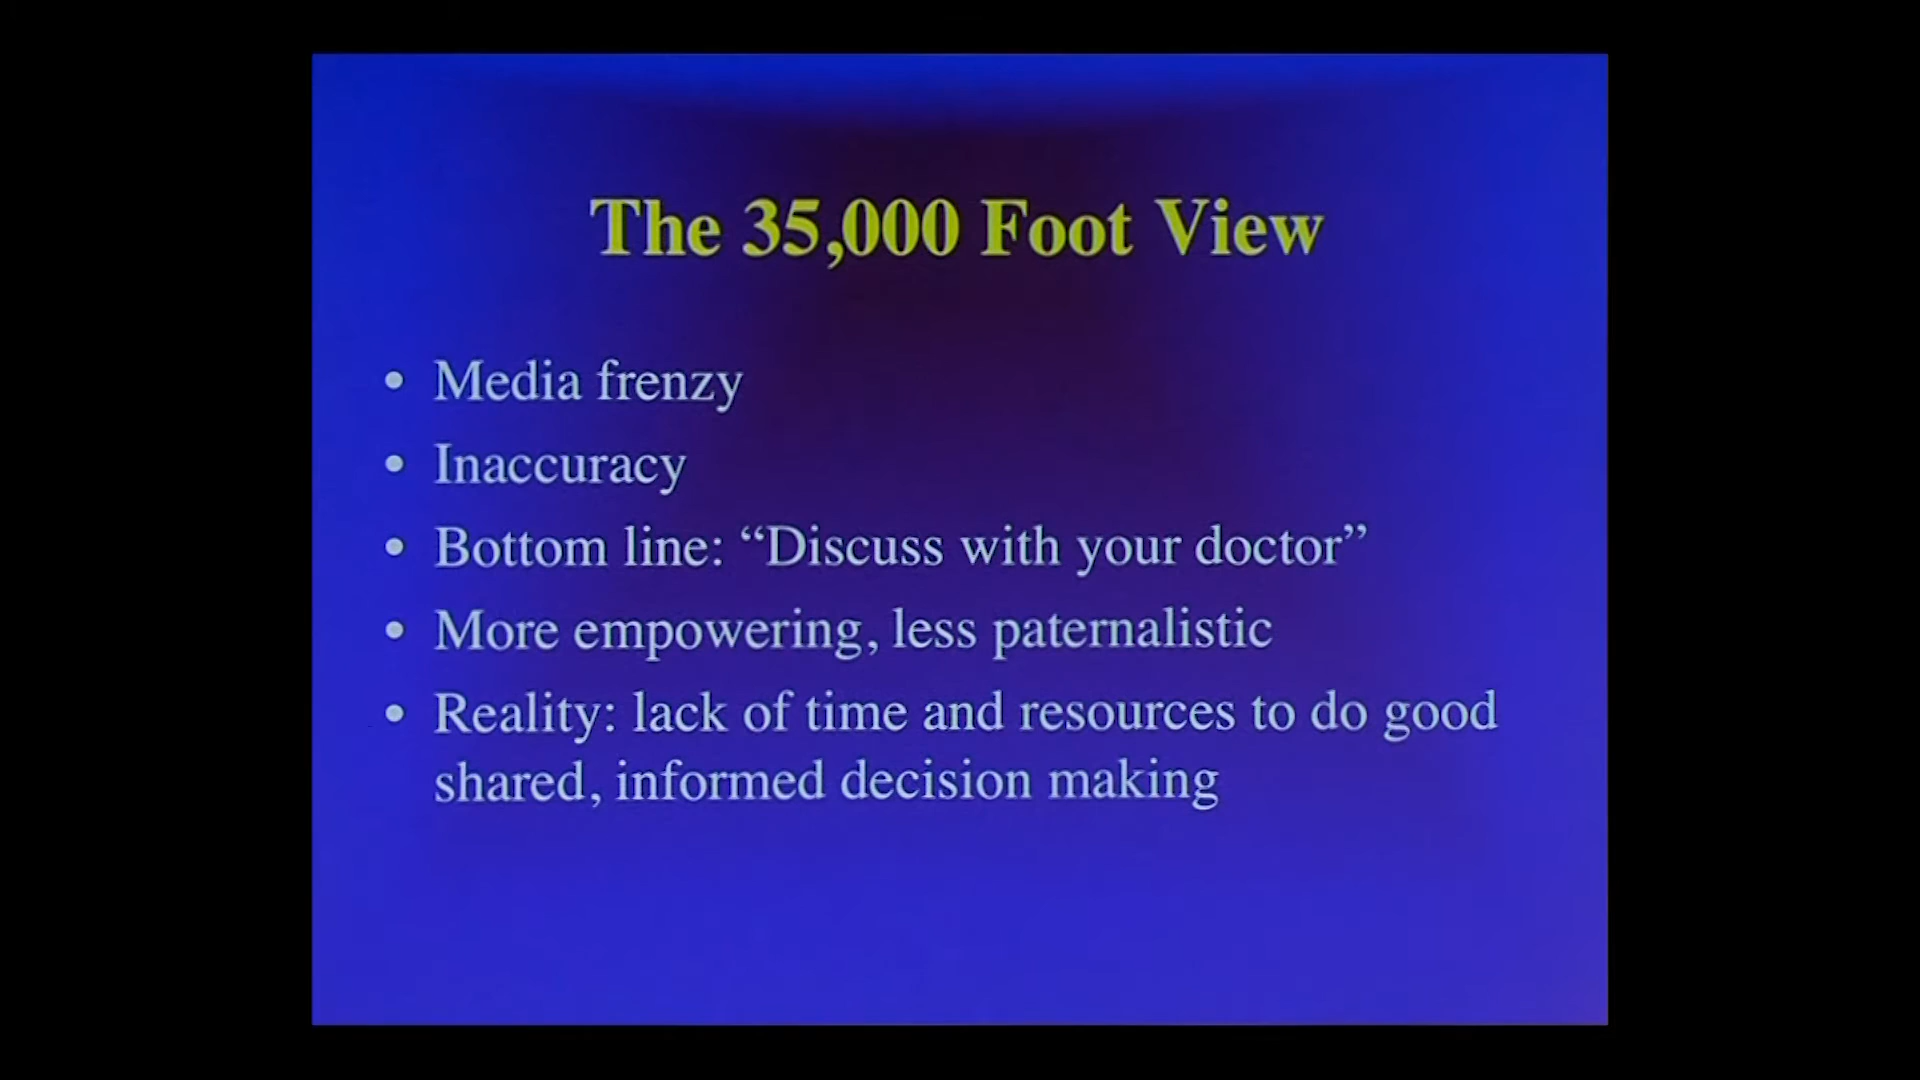 The 35,000 Foot View
• Media frenzy
• Inaccuracy
• Bottom line: “Discuss with your doctor”
• More empowering, less paternalistic
• Reality: lack of time and resources to do good
shared, informed decision making